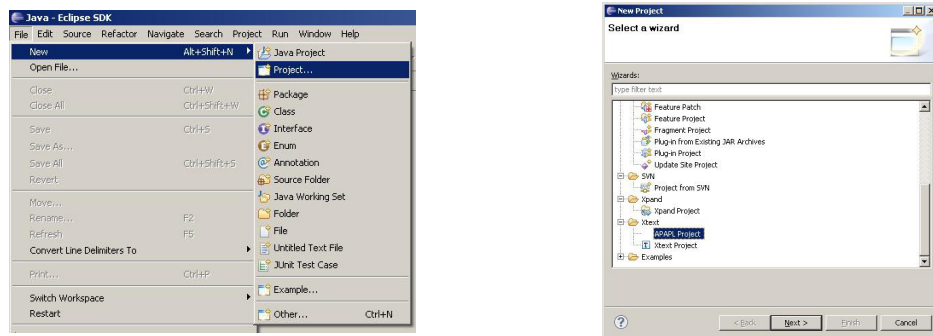 Java - Eclipse SDK
File Edit Source Refactor Navigate Search Project Run Window Help
New Alt+Shift+N
Open File...
Close Ctrl+W
Close All Ctrl+Shift+W
Save Ctrl+S
Save As...
Save All Ctrl+Shift+S
Revert
Move...
Rename... F2
Refresh F5
Convert Line Delimiters To
Print... Ctrl+P
Switch Workspace
Restart
Java Project
Project...
Package
Class
Interface
Enum
Annotation
Source Folder
Java Working Set
Folder
File
Untitled Text File
JUnit Test Case
Example...
Other... Ctrl+N
New Project
Select a wizard
Wizards:
type filter text
Feature Patch
Feature Project
Fragment Project
Plug-in from Existing JAR Archives
Plug-in Project
Update Site Project
SVN
Project from SVN
Xpand
Xpand Project
Xtext
APAPL Project
Xtext Project
Examples
< Back Next > Finish Cancel